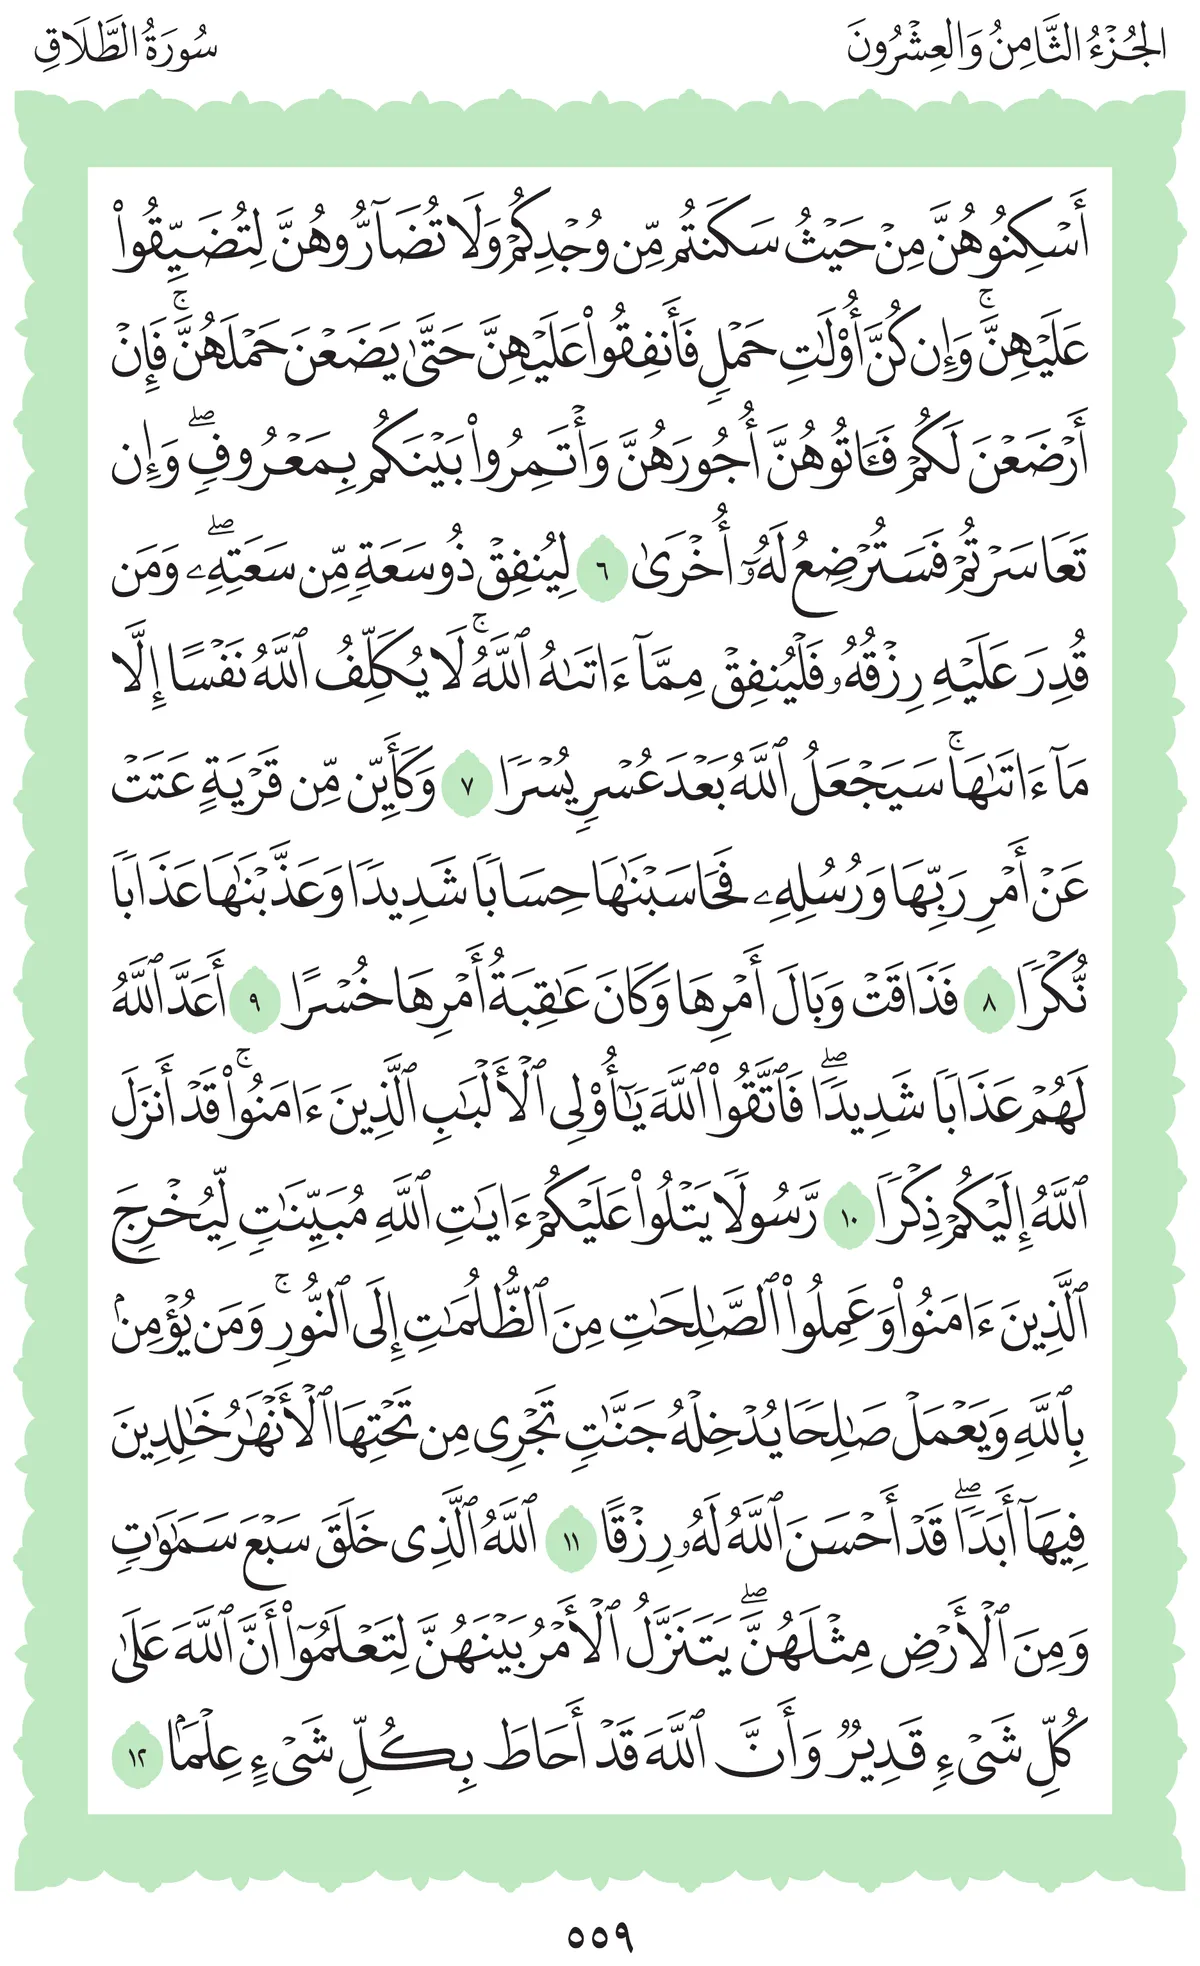 الجُزْءُ الثَّامِنُ وَالعِشْرُونَ
سُورَةُ الطَّلَاقِ
أَسْكِنُوهُنَّ مِنْ حَيْثُ سَكَنتُم مِّن وُجْدِكُمْ وَلَا تُضَآرُّوهُنَّ لِتُضَيِّقُوا۟
عَلَيْهِنَّ ۚ وَإِن كُنَّ أُو۟لَـٰتِ حَمْلٍ فَأَنفِقُوا۟ عَلَيْهِنَّ حَتَّىٰ يَضَعْنَ حَمْلَهُنَّ ۚ فَإِنْ
أَرْضَعْنَ لَكُمْ فَـَٔاتُوهُنَّ أُجُورَهُنَّ وَأْتَمِرُوا۟ بَيْنَكُم بِمَعْرُوفٍ ۖ وَإِن
تَعَاسَرْتُمْ فَسَتُرْضِعُ لَهُۥٓ أُخْرَىٰ ٦ لِيُنفِقْ ذُو سَعَةٍ مِّن سَعَتِهِۦ ۖ وَمَن
قُدِرَ عَلَيْهِ رِزْقُهُۥ فَلْيُنفِقْ مِمَّآ ءَاتَىٰهُ ٱللَّهُ ۚ لَا يُكَلِّفُ ٱللَّهُ نَفْسًا إِلَّا
مَآ ءَاتَىٰهَا ۚ سَيَجْعَلُ ٱللَّهُ بَعْدَ عُسْرٍ يُسْرًا ٧ وَكَأَيِّن مِّن قَرْيَةٍ عَتَتْ
عَنْ أَمْرِ رَبِّهَا وَرُسُلِهِۦ فَحَاسَبْنَـٰهَا حِسَابًا شَدِيدًا وَعَذَّبْنَـٰهَا عَذَابًا
نُّكْرًا ٨ فَذَاقَتْ وَبَالَ أَمْرِهَا وَكَانَ عَـٰقِبَةُ أَمْرِهَا خُسْرًا ٩ أَعَدَّ ٱللَّهُ
لَهُمْ عَذَابًا شَدِيدًا ۖ فَٱتَّقُوا۟ ٱللَّهَ يَـٰٓأُو۟لِى ٱلْأَلْبَـٰبِ ٱلَّذِينَ ءَامَنُوا۟ ۚ قَدْ أَنزَلَ
ٱللَّهُ إِلَيْكُمْ ذِكْرًا ١٠ رَّسُولًا يَتْلُوا۟ عَلَيْكُمْ ءَايَـٰتِ ٱللَّهِ مُبَيِّنَـٰتٍ لِّيُخْرِجَ
ٱلَّذِينَ ءَامَنُوا۟ وَعَمِلُوا۟ ٱلصَّـٰلِحَـٰتِ مِنَ ٱلظُّلُمَـٰتِ إِلَى ٱلنُّورِ ۚ وَمَن يُؤْمِنۢ
بِٱللَّهِ وَيَعْمَلْ صَـٰلِحًا يُدْخِلْهُ جَنَّـٰتٍ تَجْرِى مِن تَحْتِهَا ٱلْأَنْهَـٰرُ خَـٰلِدِينَ
فِيهَآ أَبَدًا ۖ قَدْ أَحْسَنَ ٱللَّهُ لَهُۥ رِزْقًا ١١ ٱللَّهُ ٱلَّذِى خَلَقَ سَبْعَ سَمَـٰوَٰتٍ
وَمِنَ ٱلْأَرْضِ مِثْلَهُنَّ ۖ يَتَنَزَّلُ ٱلْأَمْرُ بَيْنَهُنَّ لِتَعْلَمُوٓا۟ أَنَّ ٱللَّهَ عَلَىٰ
كُلِّ شَىْءٍ قَدِيرٌ وَأَنَّ ٱللَّهَ قَدْ أَحَاطَ بِكُلِّ شَىْءٍ عِلْمًۢا ١٢
٥٥٩